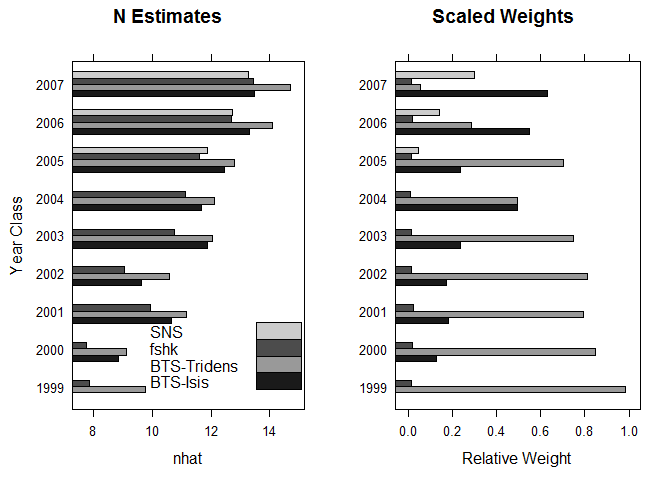 N Estimates
Year Class
2007
2006
2005
2004
2003
2002
2001
2000
1999
SNS
fshk
BTS-Tridens
BTS-Isis
8 10 12 14
nhat
Scaled Weights
2007
2006
2005
2004
2003
2002
2001
2000
1999
0.0 0.2 0.4 0.6 0.8 1.0
Relative Weight